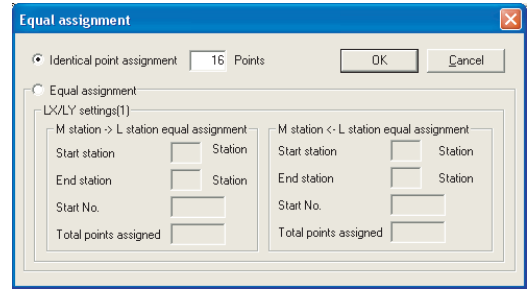 Equal assignment
Identical point assignment 16 Points OK Cancel
Equal assignment
LX/LY settings(1)
M station -> L station equal assignment M station <- L station equal assignment
Start station Station Start station Station
End station Station End station Station
Start No. Start No.
Total points assigned Total points assigned